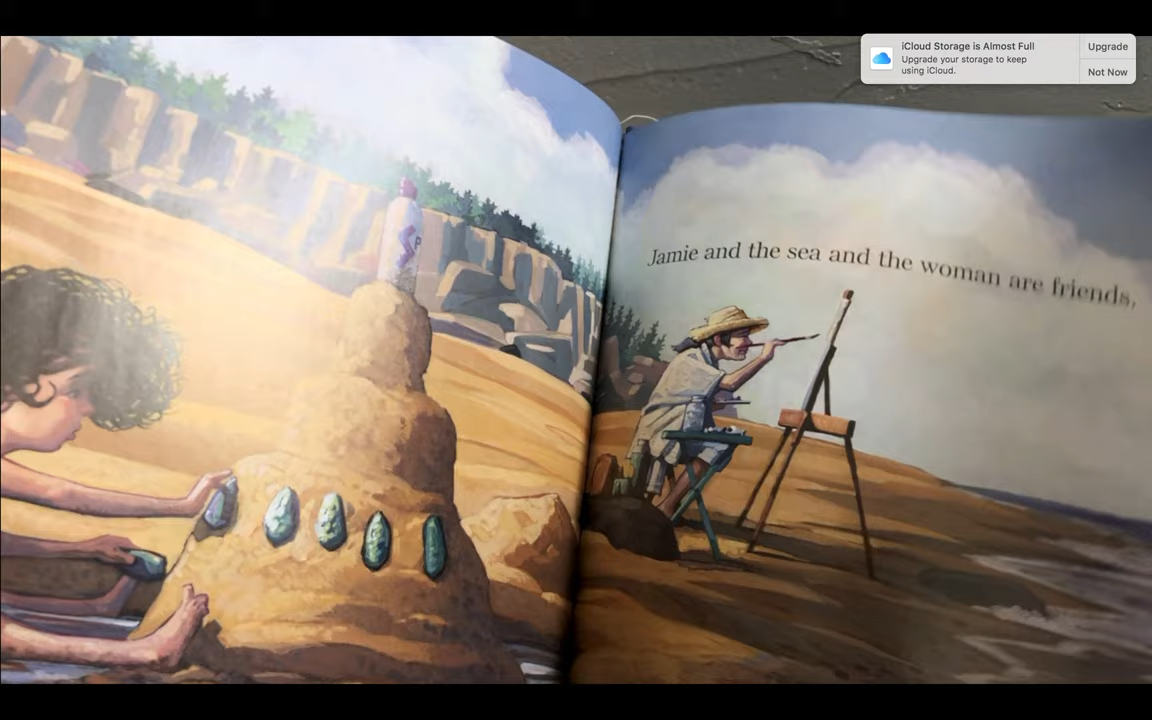 iCloud Storage is Almost Full
Upgrade your storage to keep
using iCloud.
Upgrade
Not Now
P
Jamie and the sea and the woman are friends,